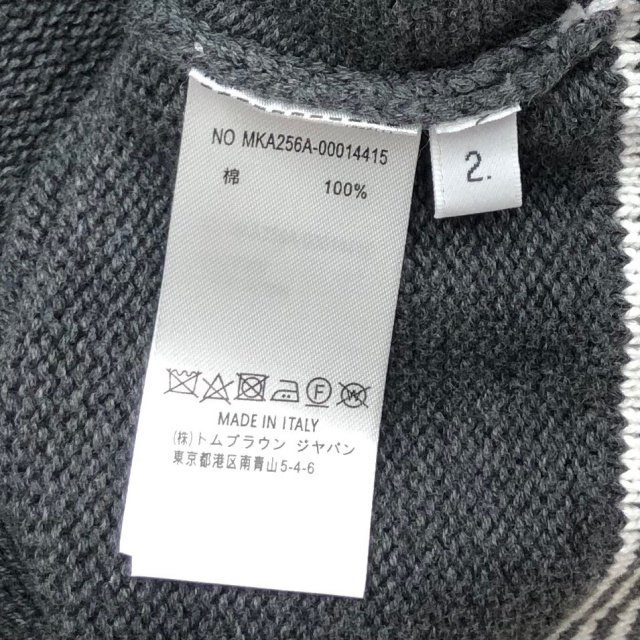 NO MKA256A-00014415
棉 100%
2.
MADE IN ITALY
(株)トムブラウン ジャパン
東京都港区南青山5-4-6